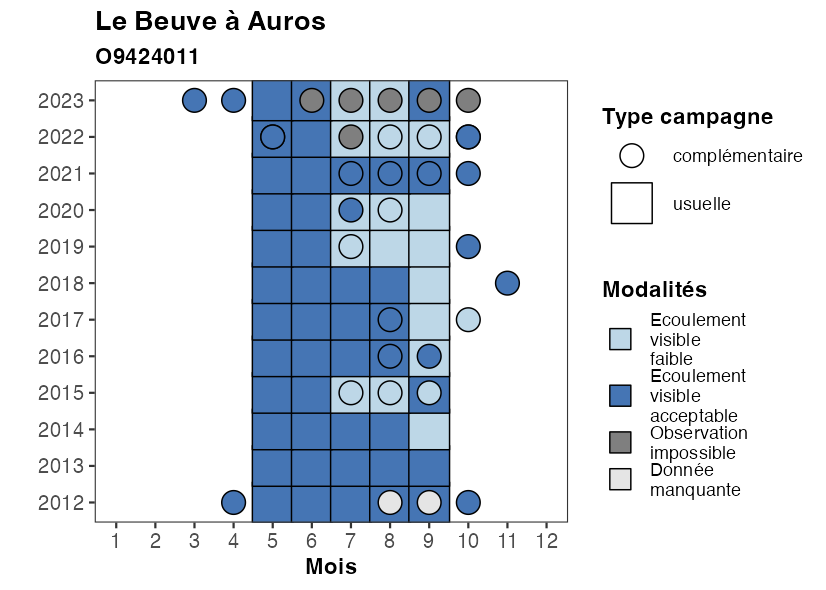 Le Beuve à Auros
O9424011
2023
2022
2021
2020
2019
2018
2017
2016
2015
2014
2013
2012
1 2 3 4 5 6 7 8 9 10 11 12
Mois
Type campagne
complémentaire
usuelle
Modalités
Ecoulement
visible
faible
Ecoulement
visible
acceptable
Observation
impossible
Donnée
manquante